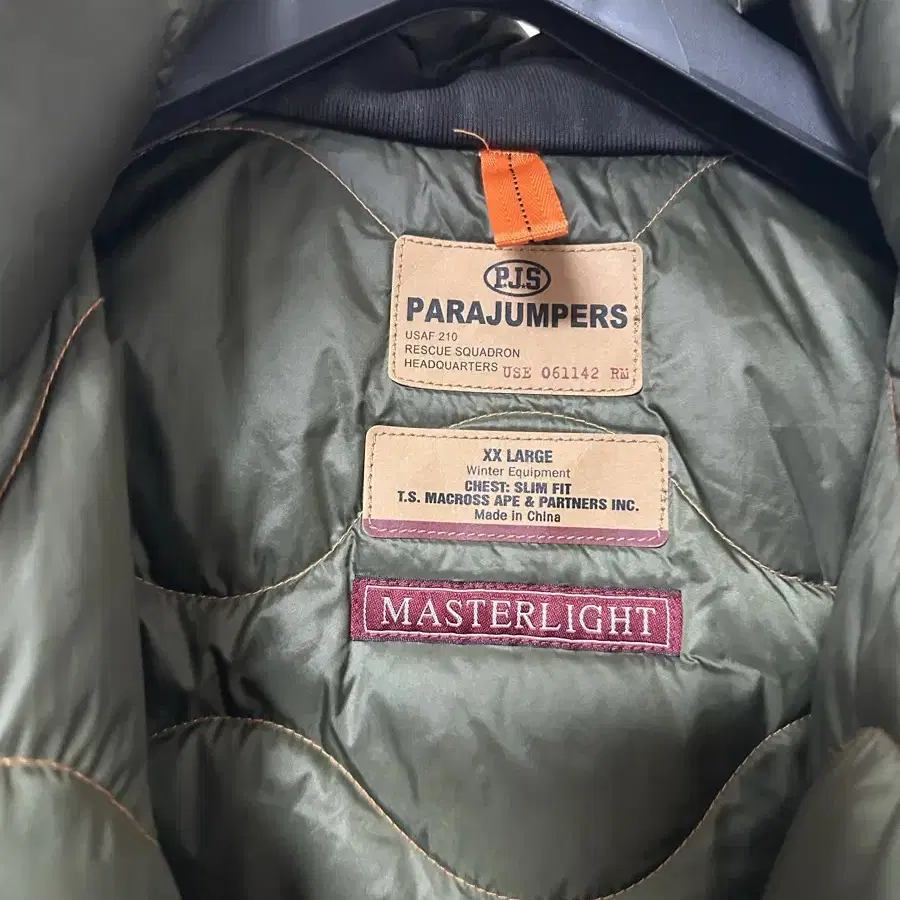 P.J.S
PARAJUMPERS
USAF 210
RESCUE SQUADRON
HEADQUARTERS USE 061142 RM
XX LARGE
Winter Equipment
CHEST: SLIM FIT
T.S. MACROSS APE & PARTNERS INC.
Made in China
MASTERLIGHT